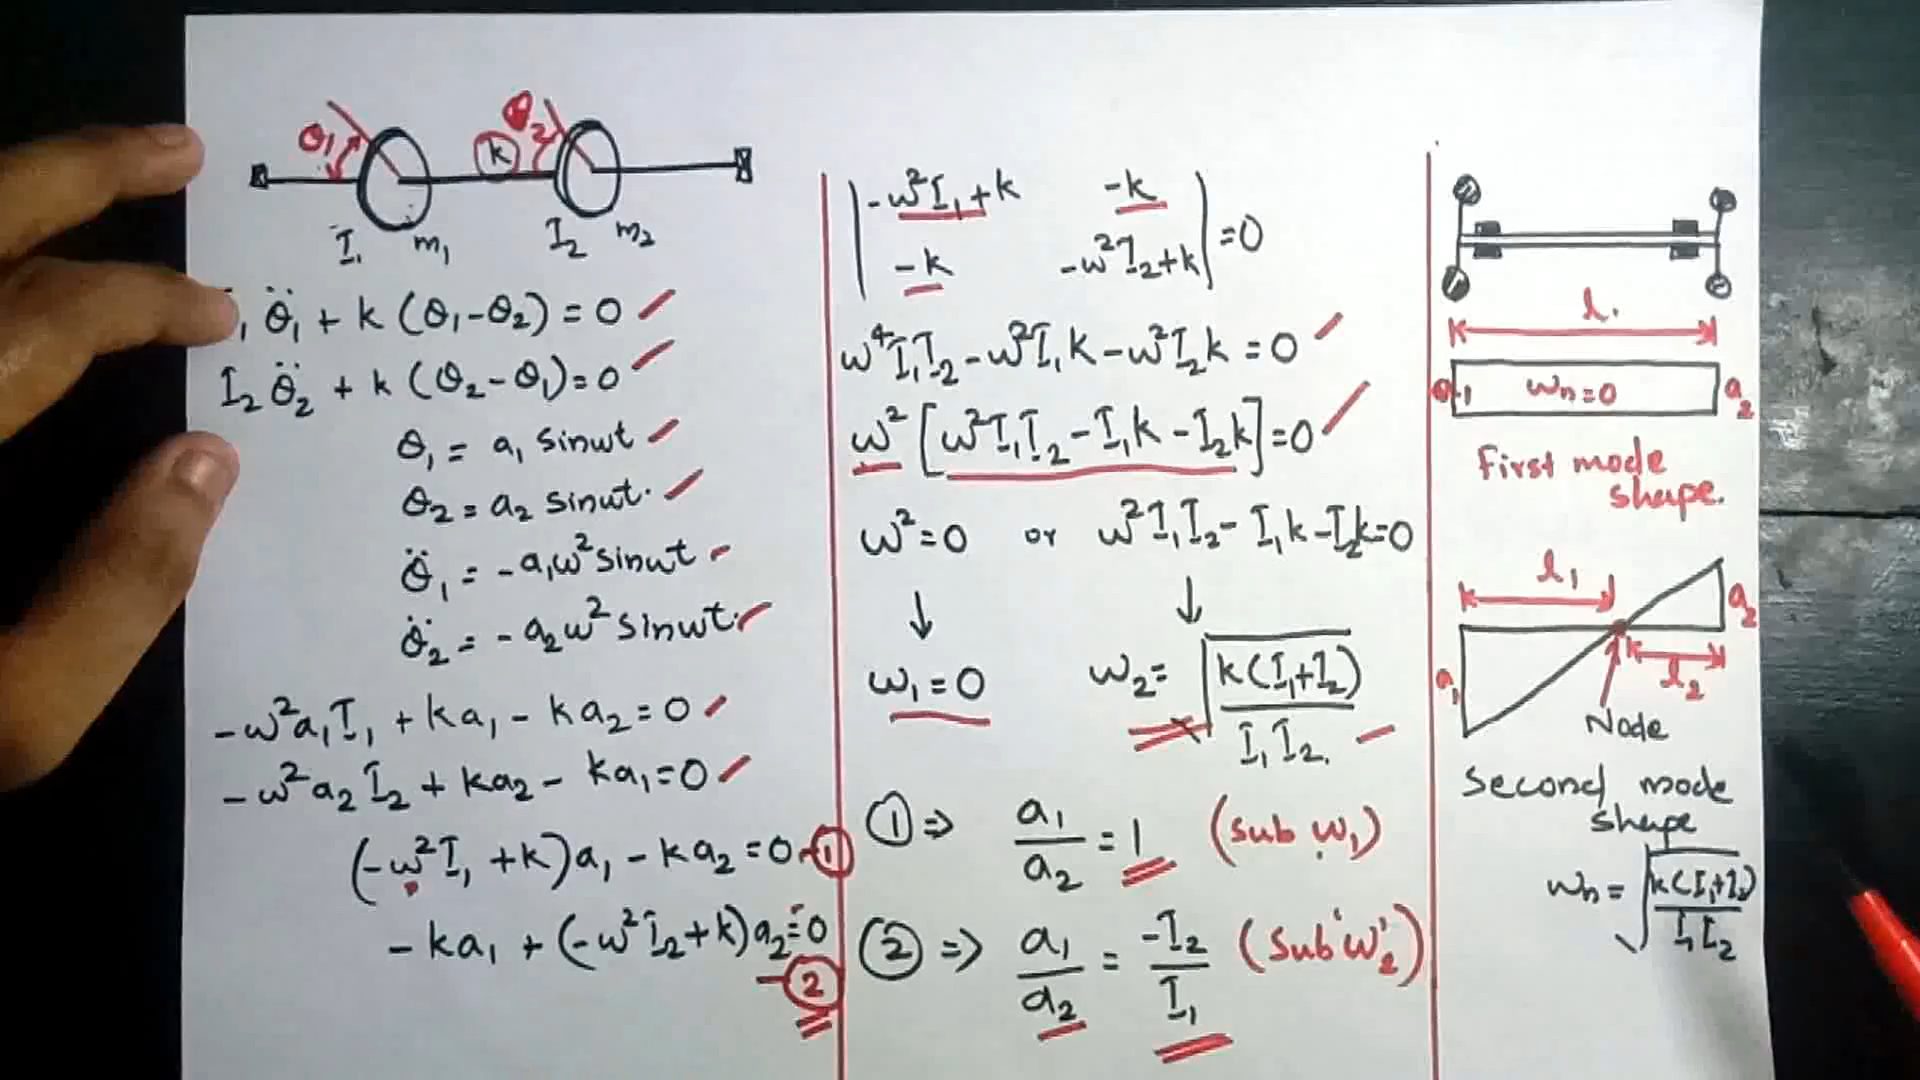 θ₁ k θ₂
I₁ m₁ I₂ m₂
₁ θ̈₁ + k (θ₁-θ₂) = 0
I₂ θ̈₂ + k (θ₂-θ₁)=0
θ₁ = a₁ sinωt
θ₂ = a₂ sinωt.
θ̈₁ = -a₁ω² sinωt
θ̈₂ = -a₂ω² sinωt.
-ω²a₁I₁ + ka₁ - ka₂ = 0
-ω²a₂I₂ + ka₂ - ka₁=0
(-ω²I₁ + k)a₁ - ka₂ = 0 -①
-ka₁ + (-ω²I₂+k)a₂=0
-②
|-ω²I₁+k -k|
|-k -ω²I₂+k| =0
ω⁴I₁I₂ - ω²I₁k - ω²I₂k = 0
ω² [ω²I₁I₂ - I₁k - I₂k]=0
ω²=0 or ω²I₁I₂ - I₁k - I₂k=0
↓ ↓
ω₁ = 0 ω₂ = √(k(I₁+I₂)/I₁I₂.)
① ⇒ a₁/a₂ = 1 (sub ω₁)
② ⇒ a₁/a₂ = -I₂/I₁ (sub 'ω₂')
l.
a₁ ωn=0 a₂
First mode
shape.
l₁
a₂
a₁ l₂
Node
Second mode
shape
ωn = √(k(I₁+I₂)/I₁I₂)